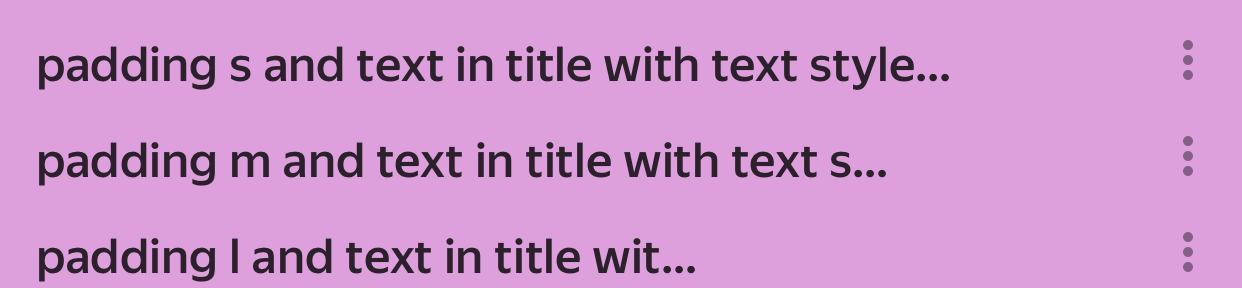 padding s and text in title with text style...
padding m and text in title with text s...
padding l and text in title wit...